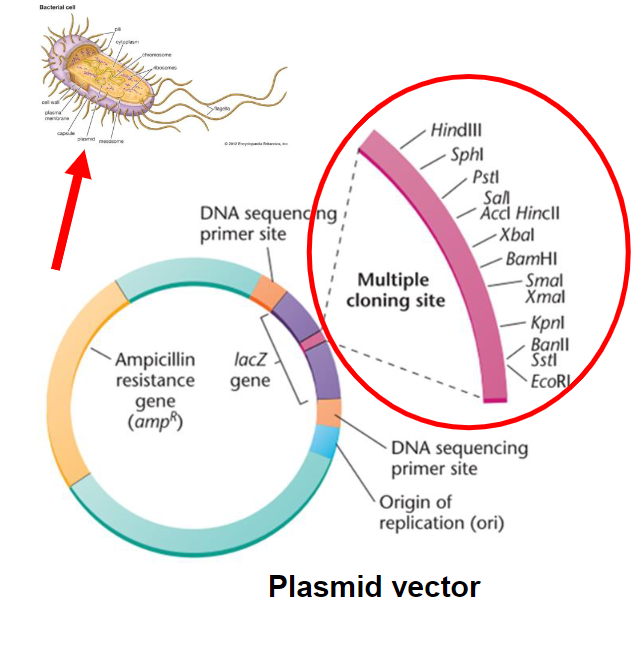 Bacterial cell
pili
cytoplasm
chromosome
ribosomes
cell wall
plasma
membrane
capsule
plasmid
mesosome
flagella
© 2012 Encyclopædia Britannica, Inc.
HindIII
SphI
PstI
SalI
AccI HincII
XbaI
BamHI
SmaI
XmaI
KpnI
BanII
SstI
EcoRI
Multiple
cloning site
DNA sequencing
primer site
Ampicillin
resistance
gene
(ampᴿ)
lacZ
gene
DNA sequencing
primer site
Origin of
replication (ori)
Plasmid vector